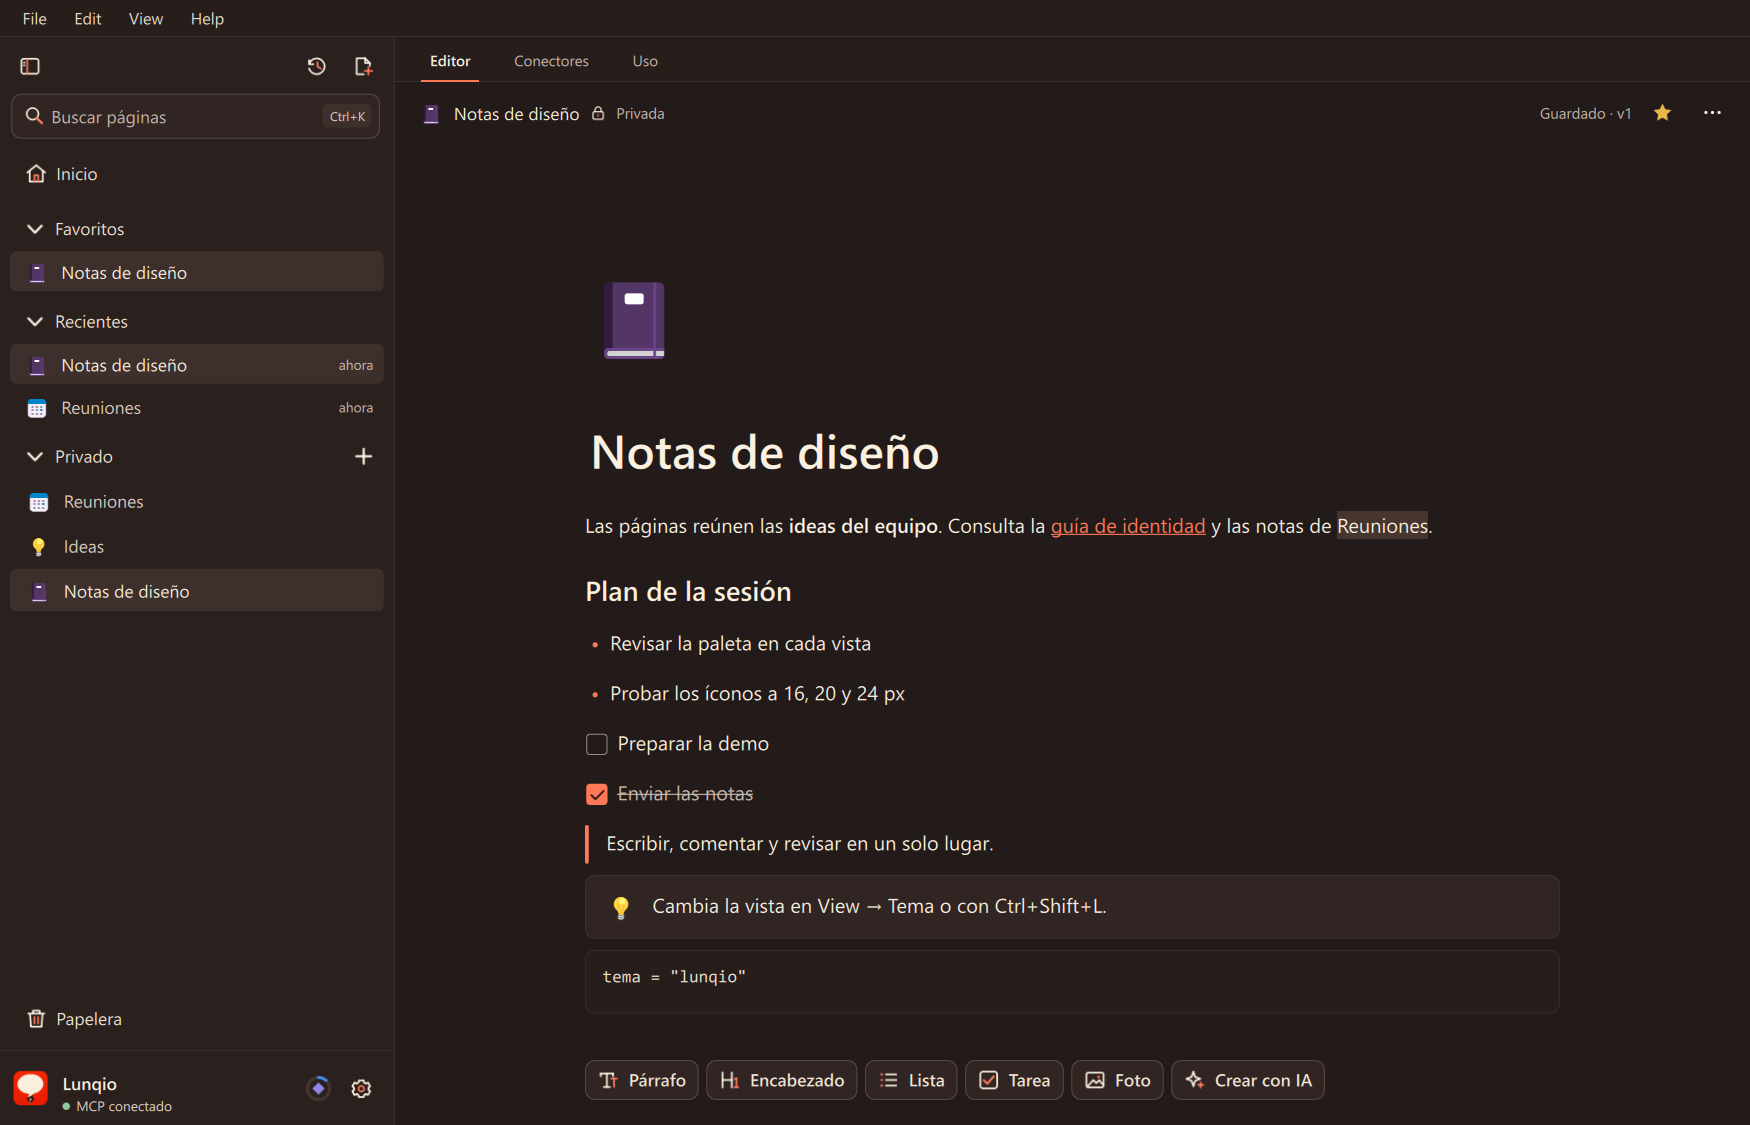 File Edit View Help
Buscar páginas Ctrl+K
Inicio
Favoritos
Notas de diseño
Recientes
Notas de diseño ahora
Reuniones ahora
Privado
Reuniones
Ideas
Notas de diseño
Papelera
Lunqio
MCP conectado
Editor Conectores Uso
Notas de diseño Privada Guardado · v1
Notas de diseño
Las páginas reúnen las ideas del equipo. Consulta la guía de identidad y las notas de Reuniones.
Plan de la sesión
• Revisar la paleta en cada vista
• Probar los íconos a 16, 20 y 24 px
Preparar la demo
Enviar las notas
Escribir, comentar y revisar en un solo lugar.
Cambia la vista en View → Tema o con Ctrl+Shift+L.
tema = "lunqio"
Párrafo Encabezado Lista Tarea Foto Crear con IA